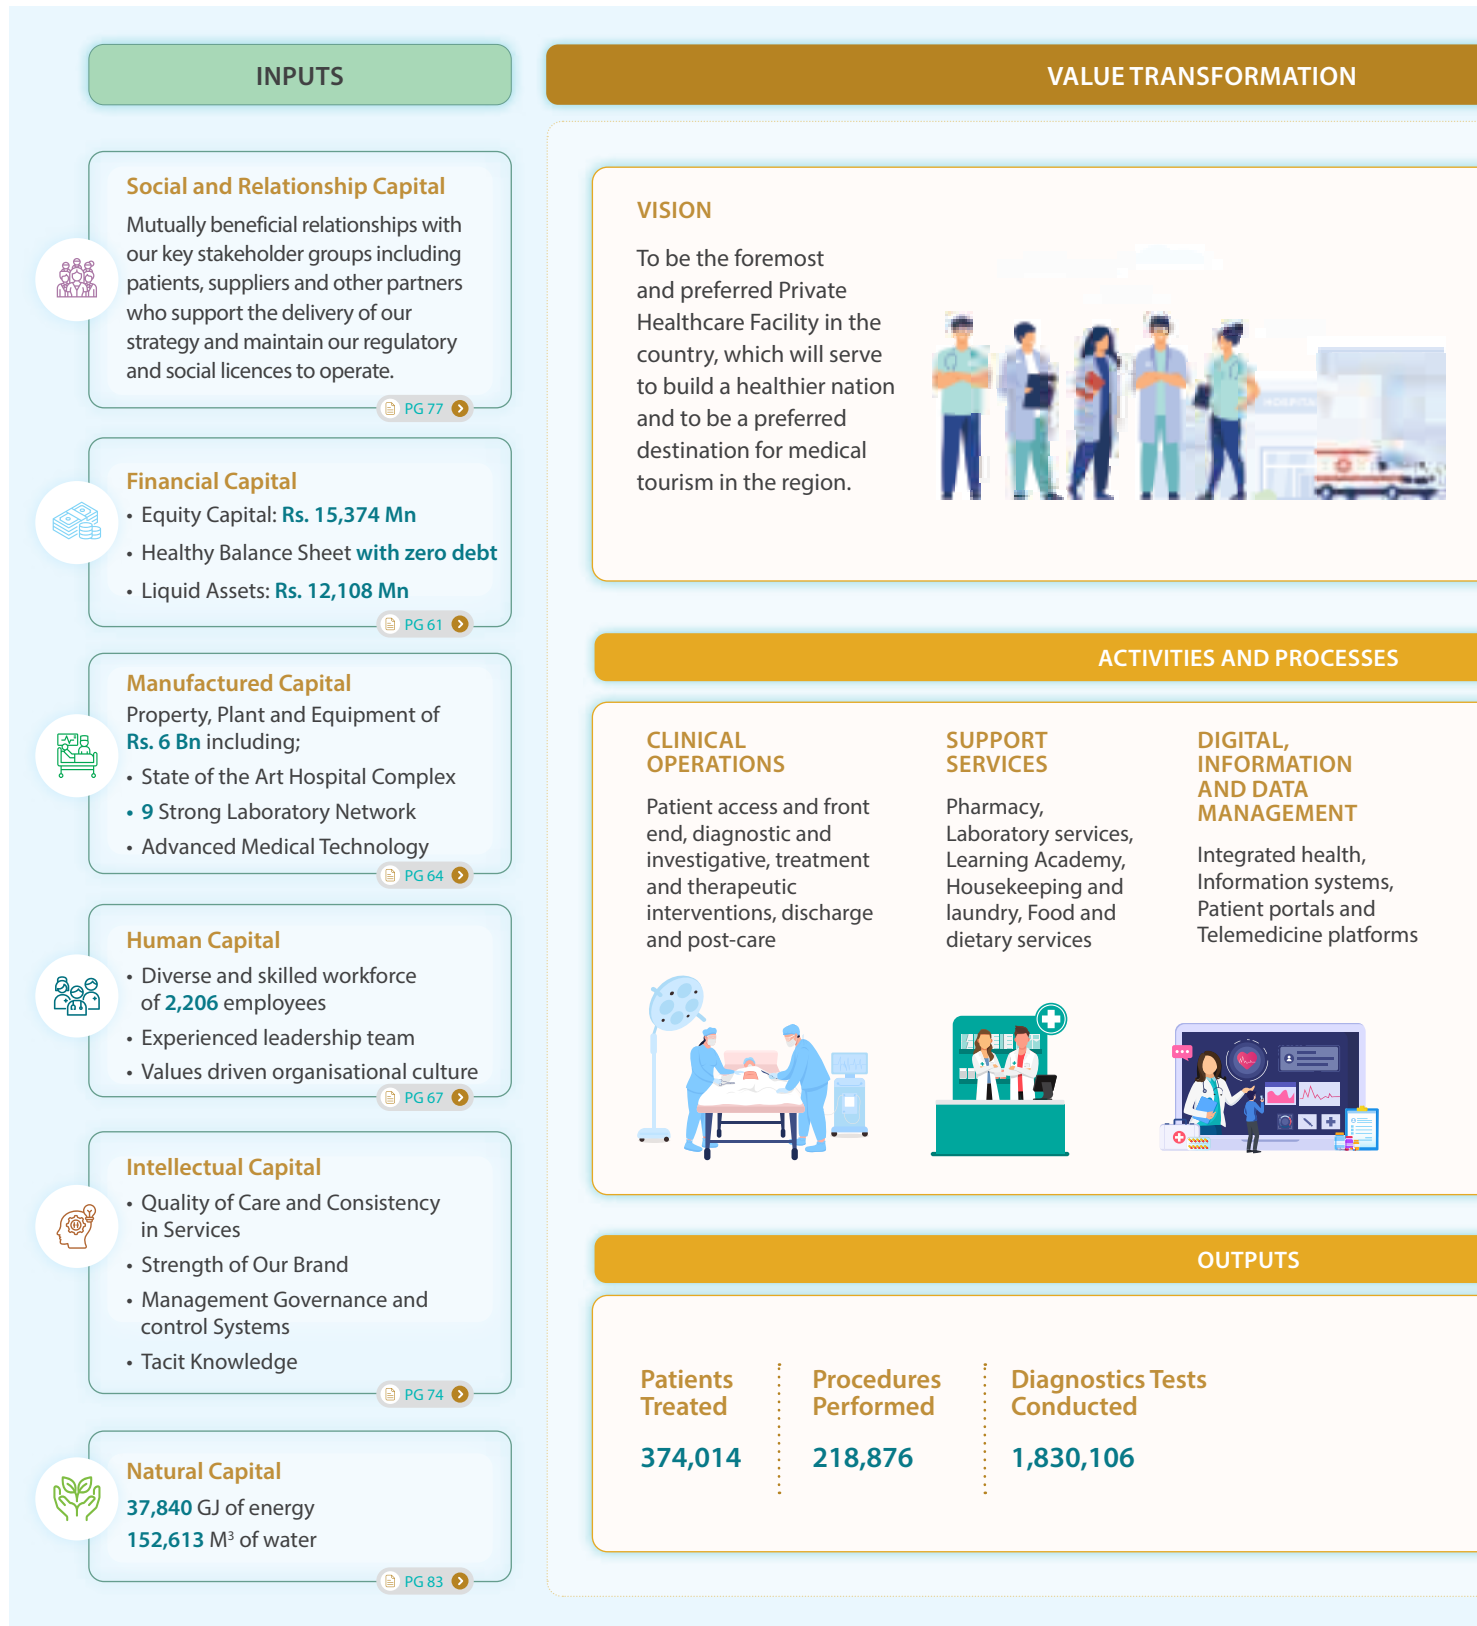 INPUTS
Social and Relationship Capital
Mutually beneficial relationships with
our key stakeholder groups including
patients, suppliers and other partners
who support the delivery of our
strategy and maintain our regulatory
and social licences to operate.
PG 77
Financial Capital
• Equity Capital: Rs. 15,374 Mn
• Healthy Balance Sheet with zero debt
• Liquid Assets: Rs. 12,108 Mn
PG 61
Manufactured Capital
Property, Plant and Equipment of
Rs. 6 Bn including;
• State of the Art Hospital Complex
• 9 Strong Laboratory Network
• Advanced Medical Technology
PG 64
Human Capital
• Diverse and skilled workforce
of 2,206 employees
• Experienced leadership team
• Values driven organisational culture
PG 67
Intellectual Capital
• Quality of Care and Consistency
in Services
• Strength of Our Brand
• Management Governance and
control Systems
• Tacit Knowledge
PG 74
Natural Capital
37,840 GJ of energy
152,613 M³ of water
PG 83
VALUE TRANSFORMATION
VISION
To be the foremost
and preferred Private
Healthcare Facility in the
country, which will serve
to build a healthier nation
and to be a preferred
destination for medical
tourism in the region.
HOSPITAL
ACTIVITIES AND PROCESSES
CLINICAL
OPERATIONS
Patient access and front
end, diagnostic and
investigative, treatment
and therapeutic
interventions, discharge
and post-care
SUPPORT
SERVICES
Pharmacy,
Laboratory services,
Learning Academy,
Housekeeping and
laundry, Food and
dietary services
DIGITAL,
INFORMATION
AND DATA
MANAGEMENT
Integrated health,
Information systems,
Patient portals and
Telemedicine platforms
OUTPUTS
Patients
Treated
374,014
Procedures
Performed
218,876
Diagnostics Tests
Conducted
1,830,106